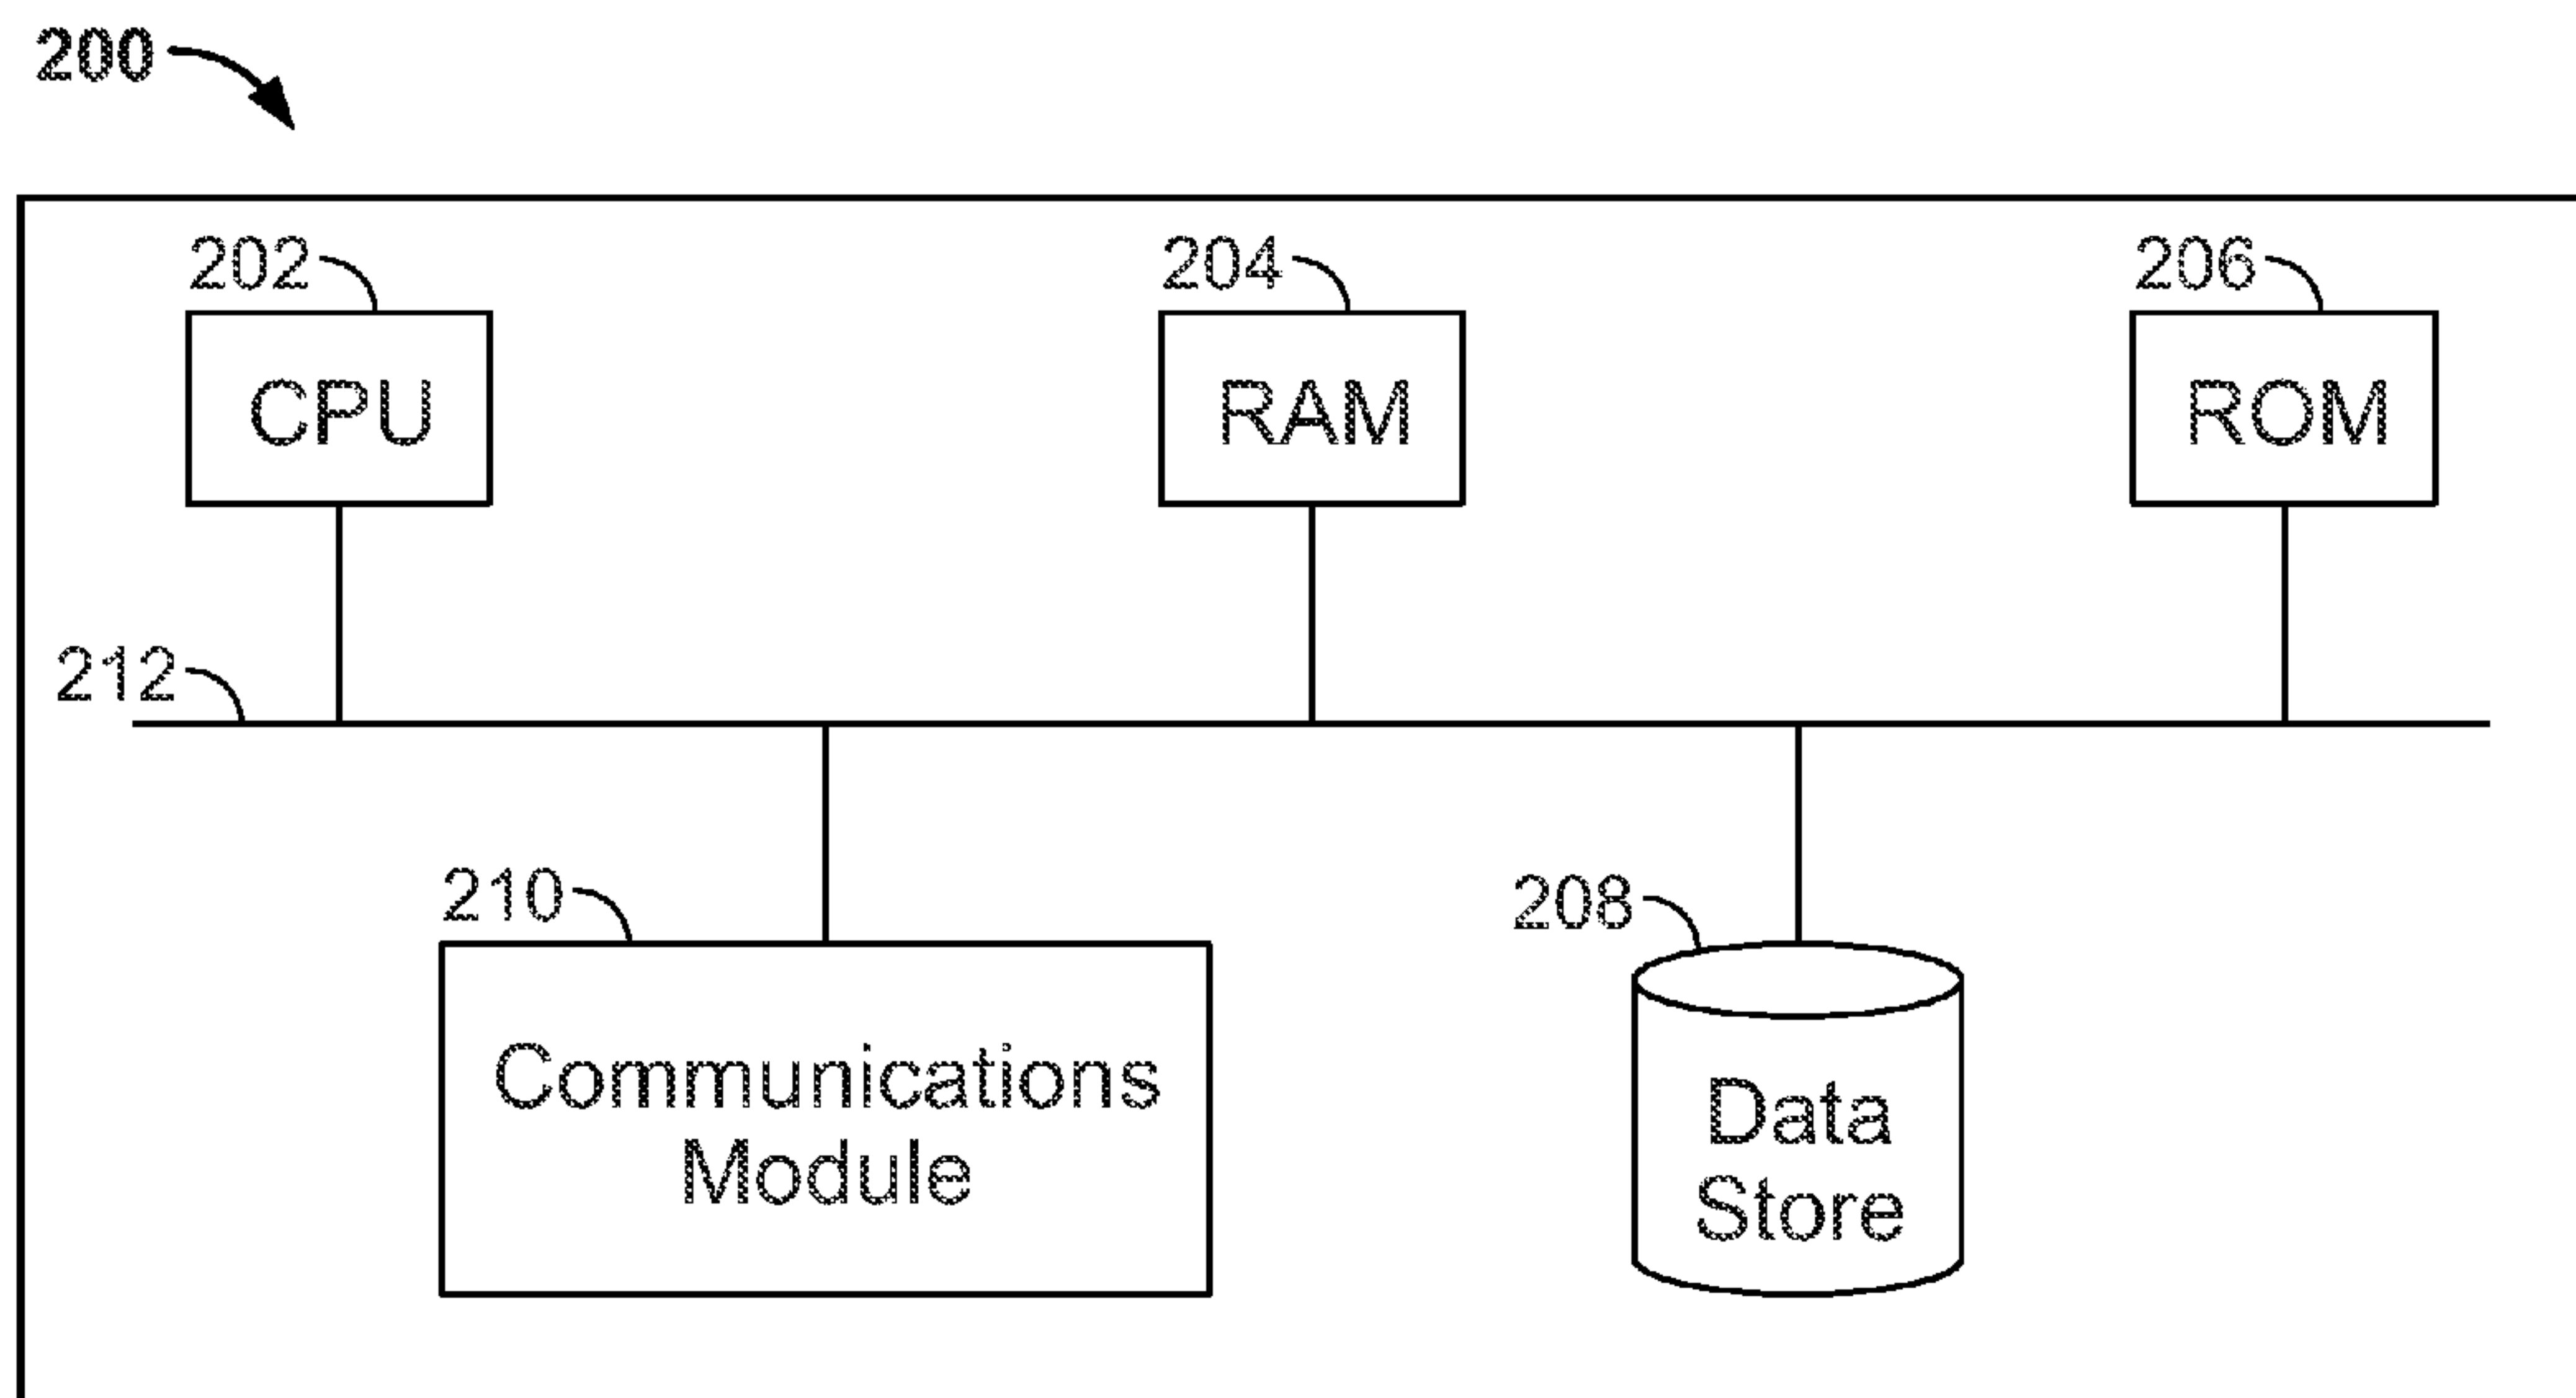 200
202
204
206
CPU
RAM
ROM
212
210
208
Communications
Module
Data
Store